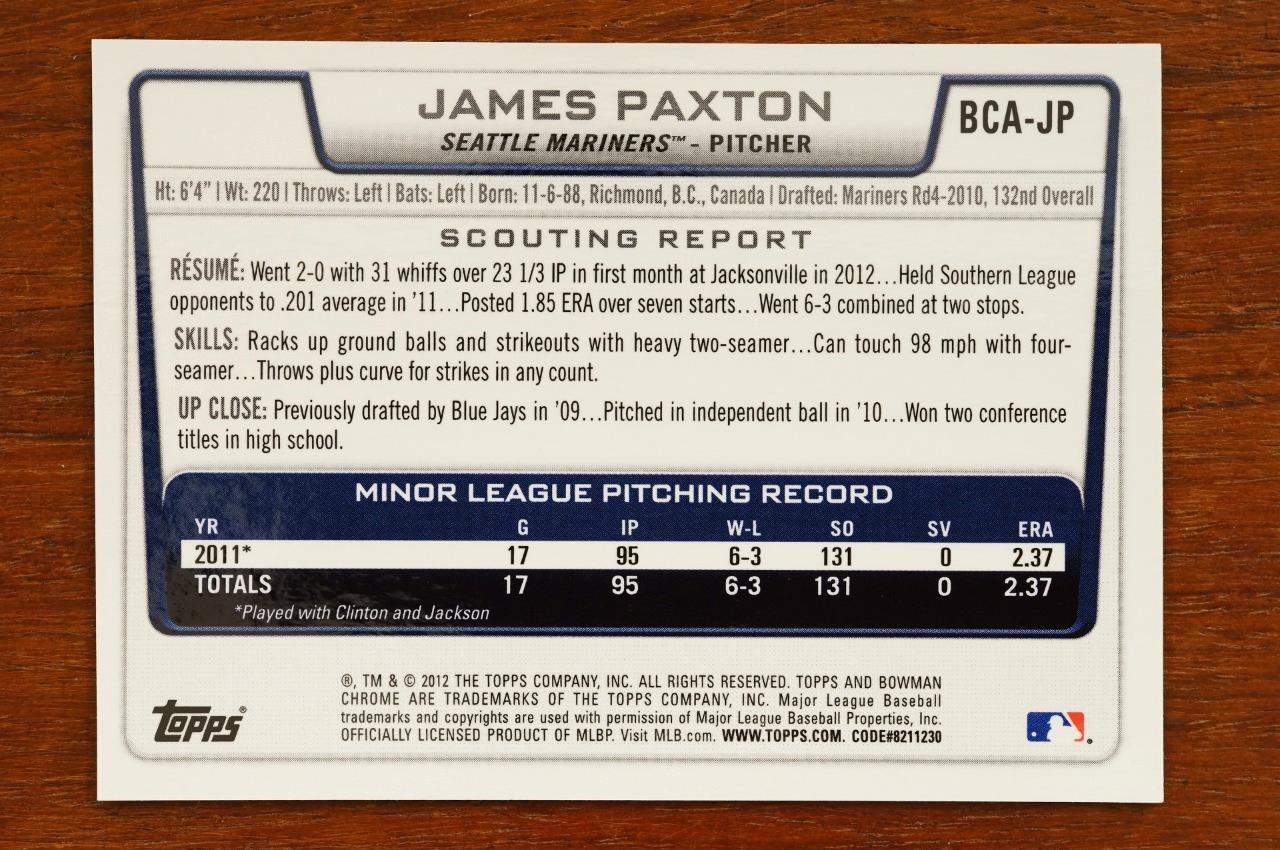 JAMES PAXTON
SEATTLE MARINERS™ - PITCHER
BCA-JP
Ht: 6'4" | Wt: 220 | Throws: Left | Bats: Left | Born: 11-6-88, Richmond, B.C., Canada | Drafted: Mariners Rd4-2010, 132nd Overall
SCOUTING REPORT
RÉSUMÉ: Went 2-0 with 31 whiffs over 23 1/3 IP in first month at Jacksonville in 2012...Held Southern League
opponents to .201 average in '11...Posted 1.85 ERA over seven starts...Went 6-3 combined at two stops.
SKILLS: Racks up ground balls and strikeouts with heavy two-seamer...Can touch 98 mph with four-
seamer...Throws plus curve for strikes in any count.
UP CLOSE: Previously drafted by Blue Jays in '09...Pitched in independent ball in '10...Won two conference
titles in high school.
MINOR LEAGUE PITCHING RECORD
YR G IP W-L SO SV ERA
2011* 17 95 6-3 131 0 2.37
TOTALS 17 95 6-3 131 0 2.37
*Played with Clinton and Jackson
®, TM & © 2012 THE TOPPS COMPANY, INC. ALL RIGHTS RESERVED. TOPPS AND BOWMAN
CHROME ARE TRADEMARKS OF THE TOPPS COMPANY, INC. Major League Baseball
trademarks and copyrights are used with permission of Major League Baseball Properties, Inc.
OFFICIALLY LICENSED PRODUCT OF MLBP. Visit MLB.com. WWW.TOPPS.COM. CODE#8211230
TOPPS®
®